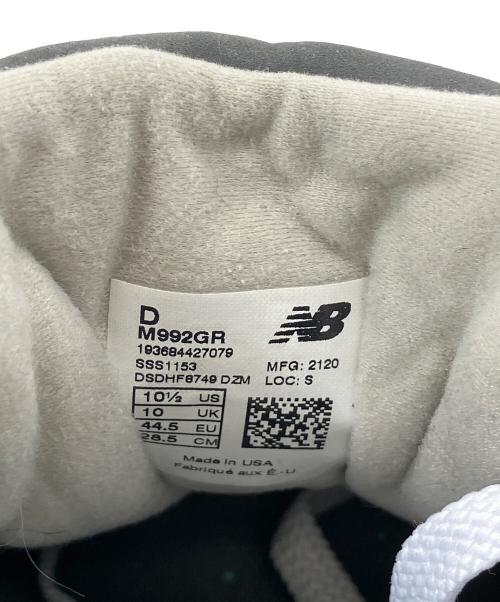 D
M992GR
NB
193684427079
SSS1153 MFG: 2120
DSDHF8749 DZM LOC: S
10½ US
10 UK
44.5 EU
28.5 CM
Made in USA
Fabriqué aux É.-U